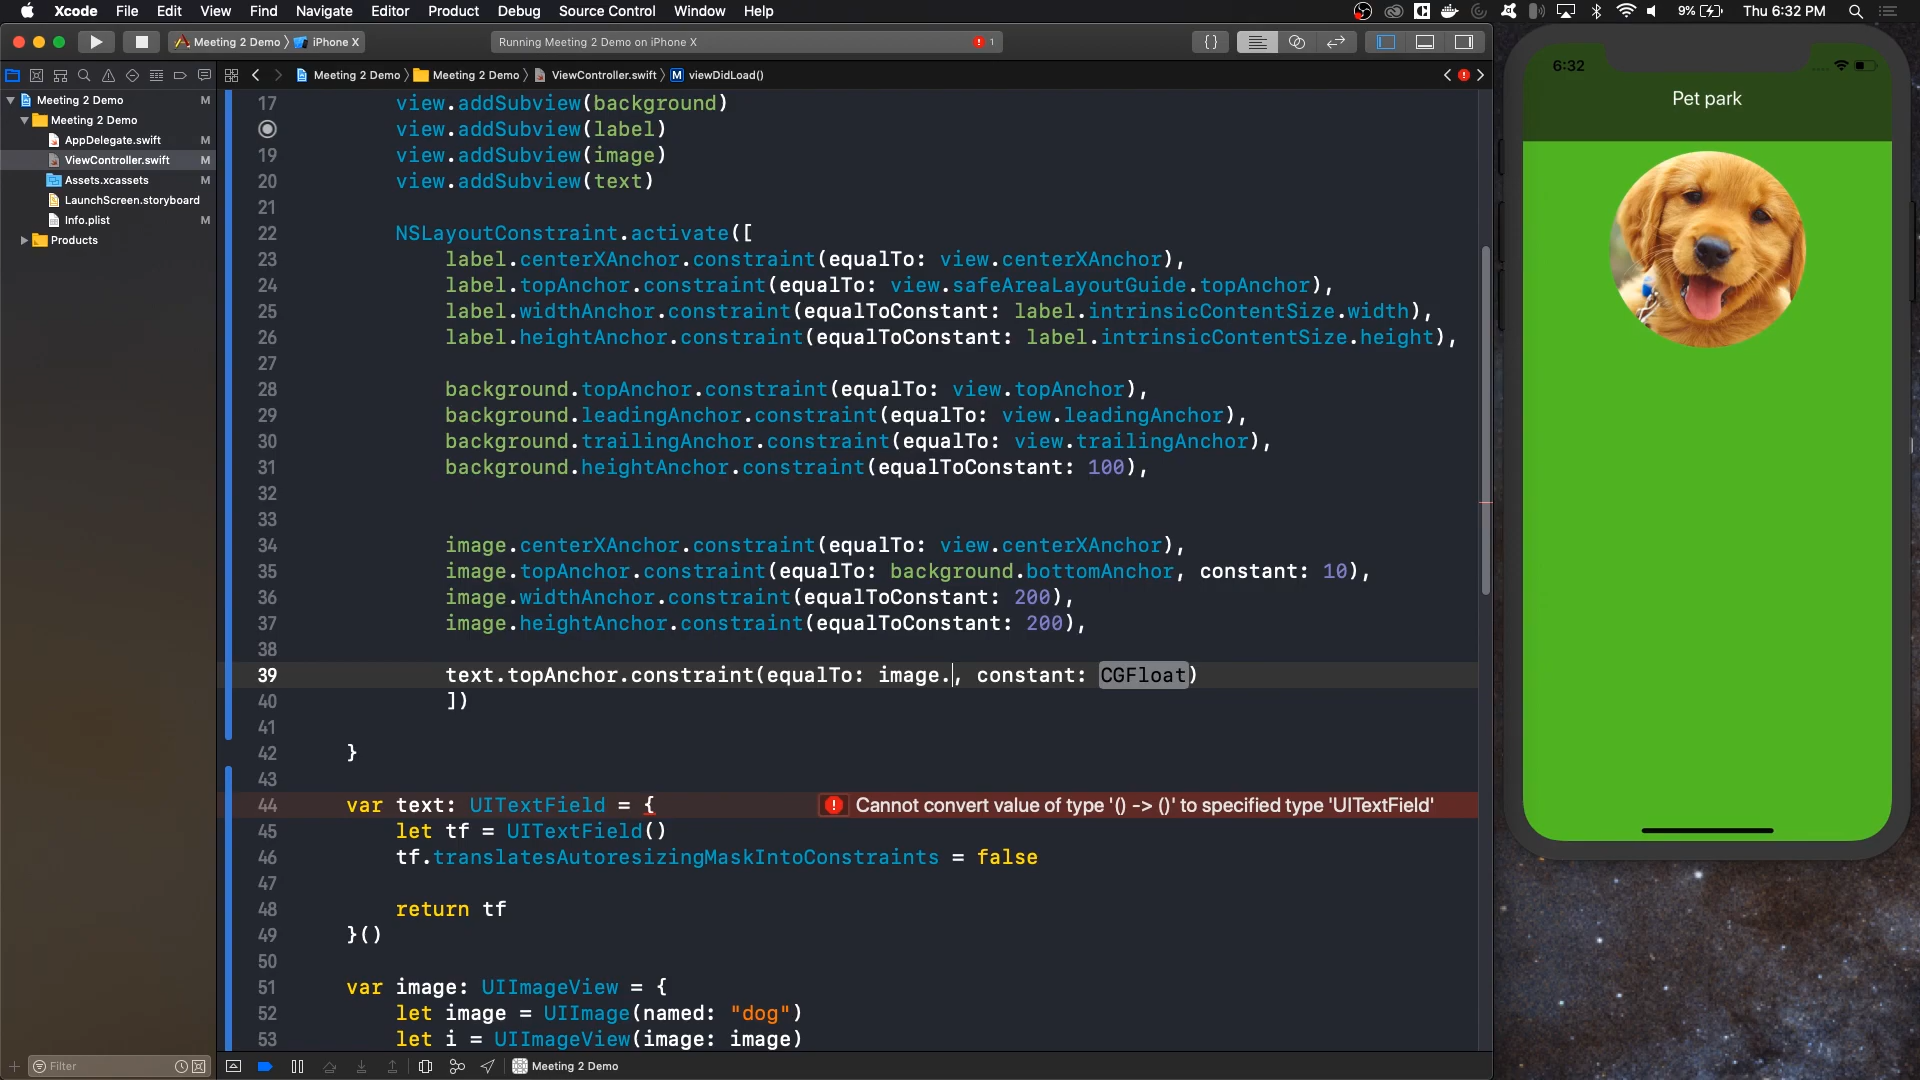 Xcode File Edit View Find Navigate Editor Product Debug Source Control Window Help 9% Thu 6:32 PM
Meeting 2 Demo iPhone X Running Meeting 2 Demo on iPhone X 1
Meeting 2 Demo Meeting 2 Demo ViewController.swift M viewDidLoad()
Meeting 2 Demo M
Meeting 2 Demo
AppDelegate.swift M
ViewController.swift M
Assets.xcassets M
LaunchScreen.storyboard
Info.plist M
Products
17 view.addSubview(background)
view.addSubview(label)
19 view.addSubview(image)
20 view.addSubview(text)
21
22 NSLayoutConstraint.activate([
23 label.centerXAnchor.constraint(equalTo: view.centerXAnchor),
24 label.topAnchor.constraint(equalTo: view.safeAreaLayoutGuide.topAnchor),
25 label.widthAnchor.constraint(equalToConstant: label.intrinsicContentSize.width),
26 label.heightAnchor.constraint(equalToConstant: label.intrinsicContentSize.height),
27
28 background.topAnchor.constraint(equalTo: view.topAnchor),
29 background.leadingAnchor.constraint(equalTo: view.leadingAnchor),
30 background.trailingAnchor.constraint(equalTo: view.trailingAnchor),
31 background.heightAnchor.constraint(equalToConstant: 100),
32
33
34 image.centerXAnchor.constraint(equalTo: view.centerXAnchor),
35 image.topAnchor.constraint(equalTo: background.bottomAnchor, constant: 10),
36 image.widthAnchor.constraint(equalToConstant: 200),
37 image.heightAnchor.constraint(equalToConstant: 200),
38
39 text.topAnchor.constraint(equalTo: image., constant: CGFloat)
40 ])
41
42 }
43
44 var text: UITextField = { Cannot convert value of type '() -> ()' to specified type 'UITextField'
45 let tf = UITextField()
46 tf.translatesAutoresizingMaskIntoConstraints = false
47
48 return tf
49 }()
50
51 var image: UIImageView = {
52 let image = UIImage(named: "dog")
53 let i = UIImageView(image: image)
Filter Meeting 2 Demo
6:32
Pet park